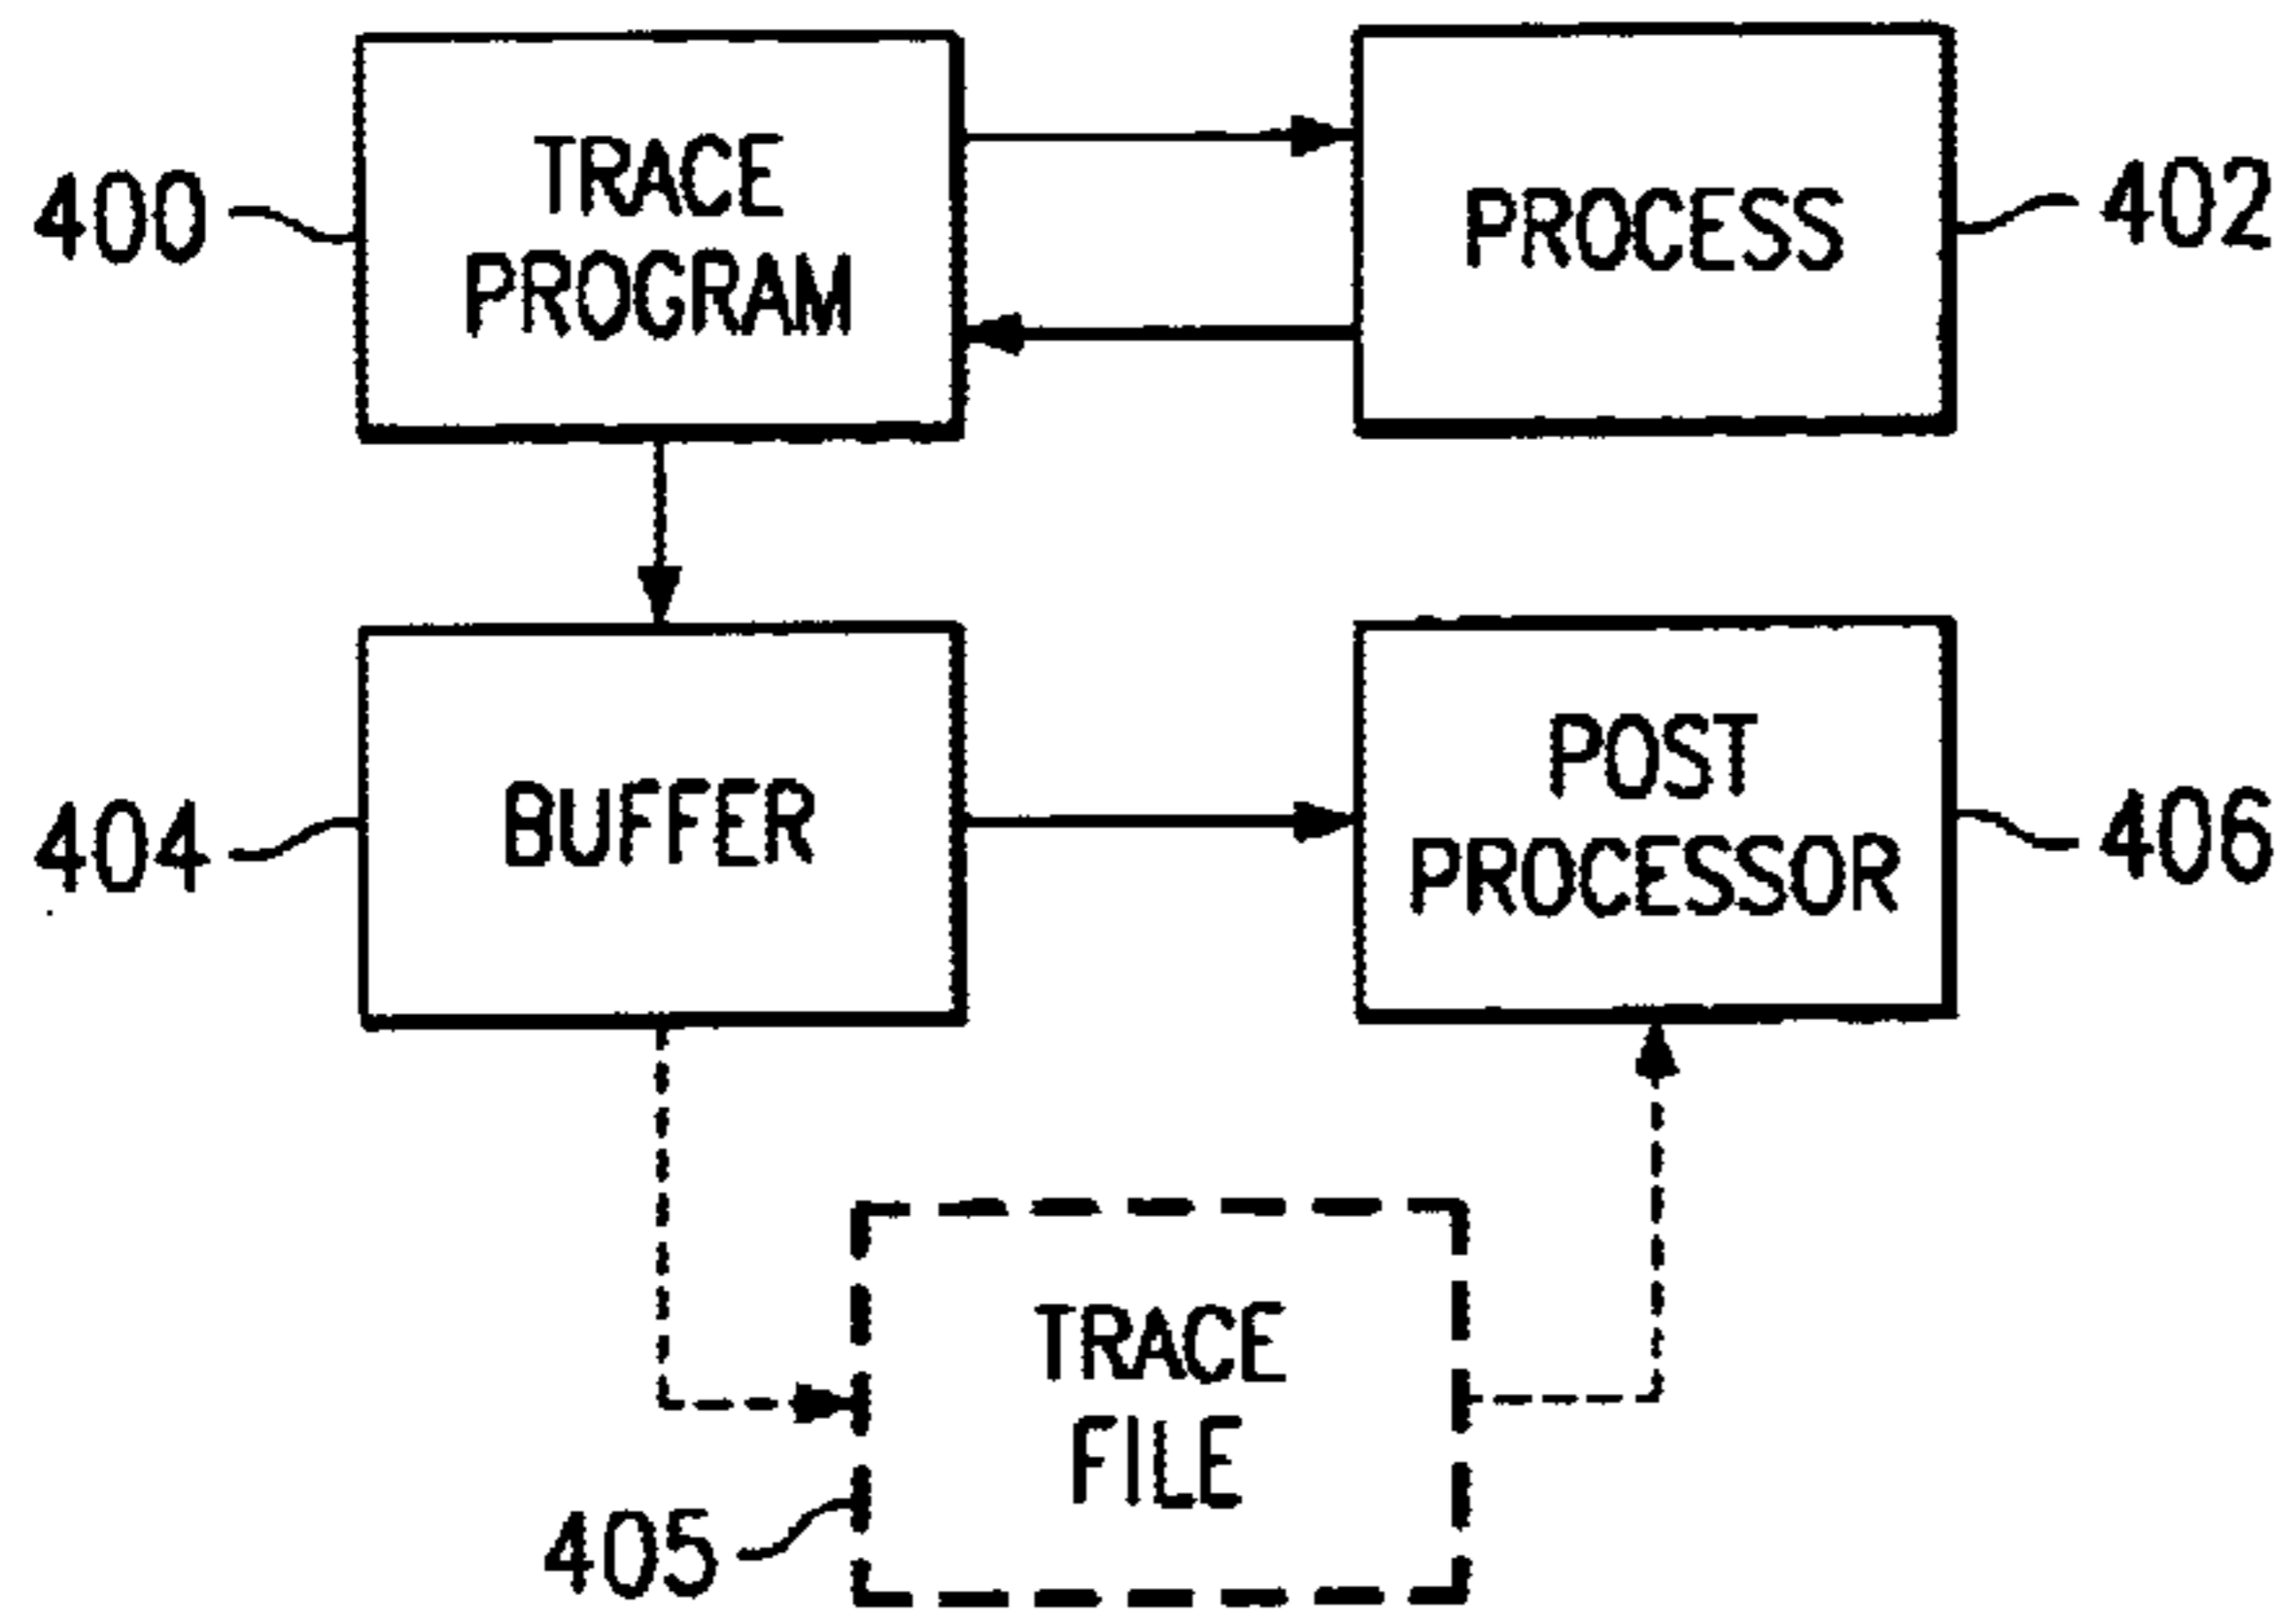 400
TRACE
PROGRAM
PROCESS
402
404
BUFFER
POST
PROCESSOR
406
TRACE
FILE
405